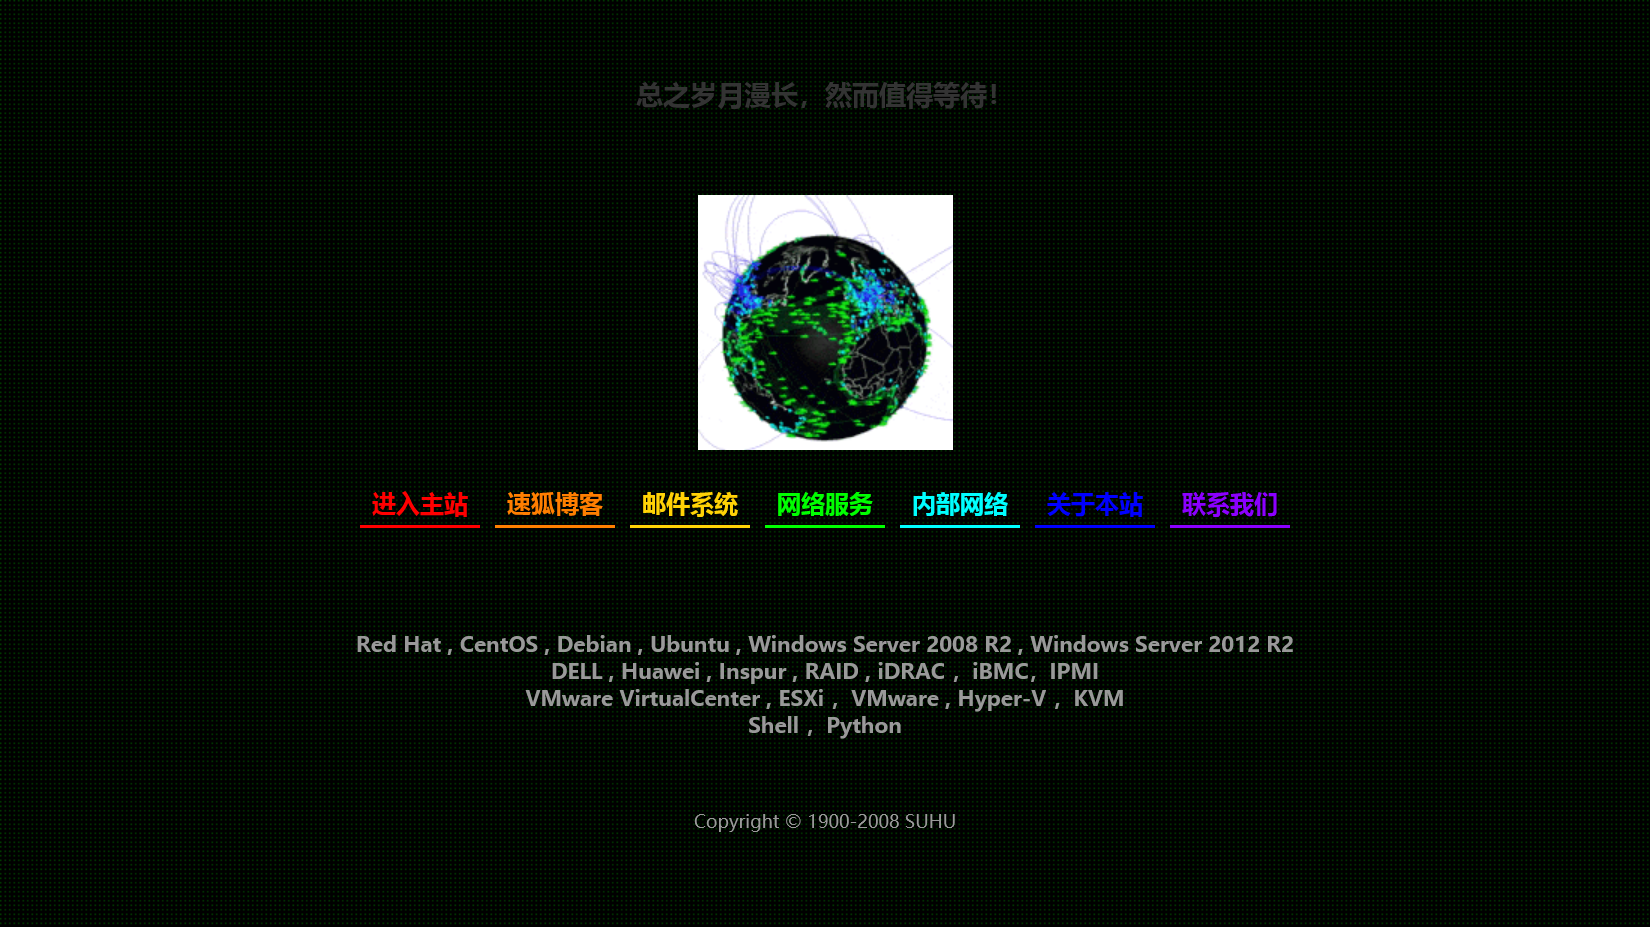 总之岁月漫长，然而值得等待！
进入主站 速狐博客 邮件系统 网络服务 内部网络 关于本站 联系我们
Red Hat , CentOS , Debian , Ubuntu , Windows Server 2008 R2 , Windows Server 2012 R2
DELL , Huawei , Inspur , RAID , iDRAC ，iBMC，IPMI
VMware VirtualCenter , ESXi ，VMware , Hyper-V ，KVM
Shell ，Python
Copyright © 1900-2008 SUHU